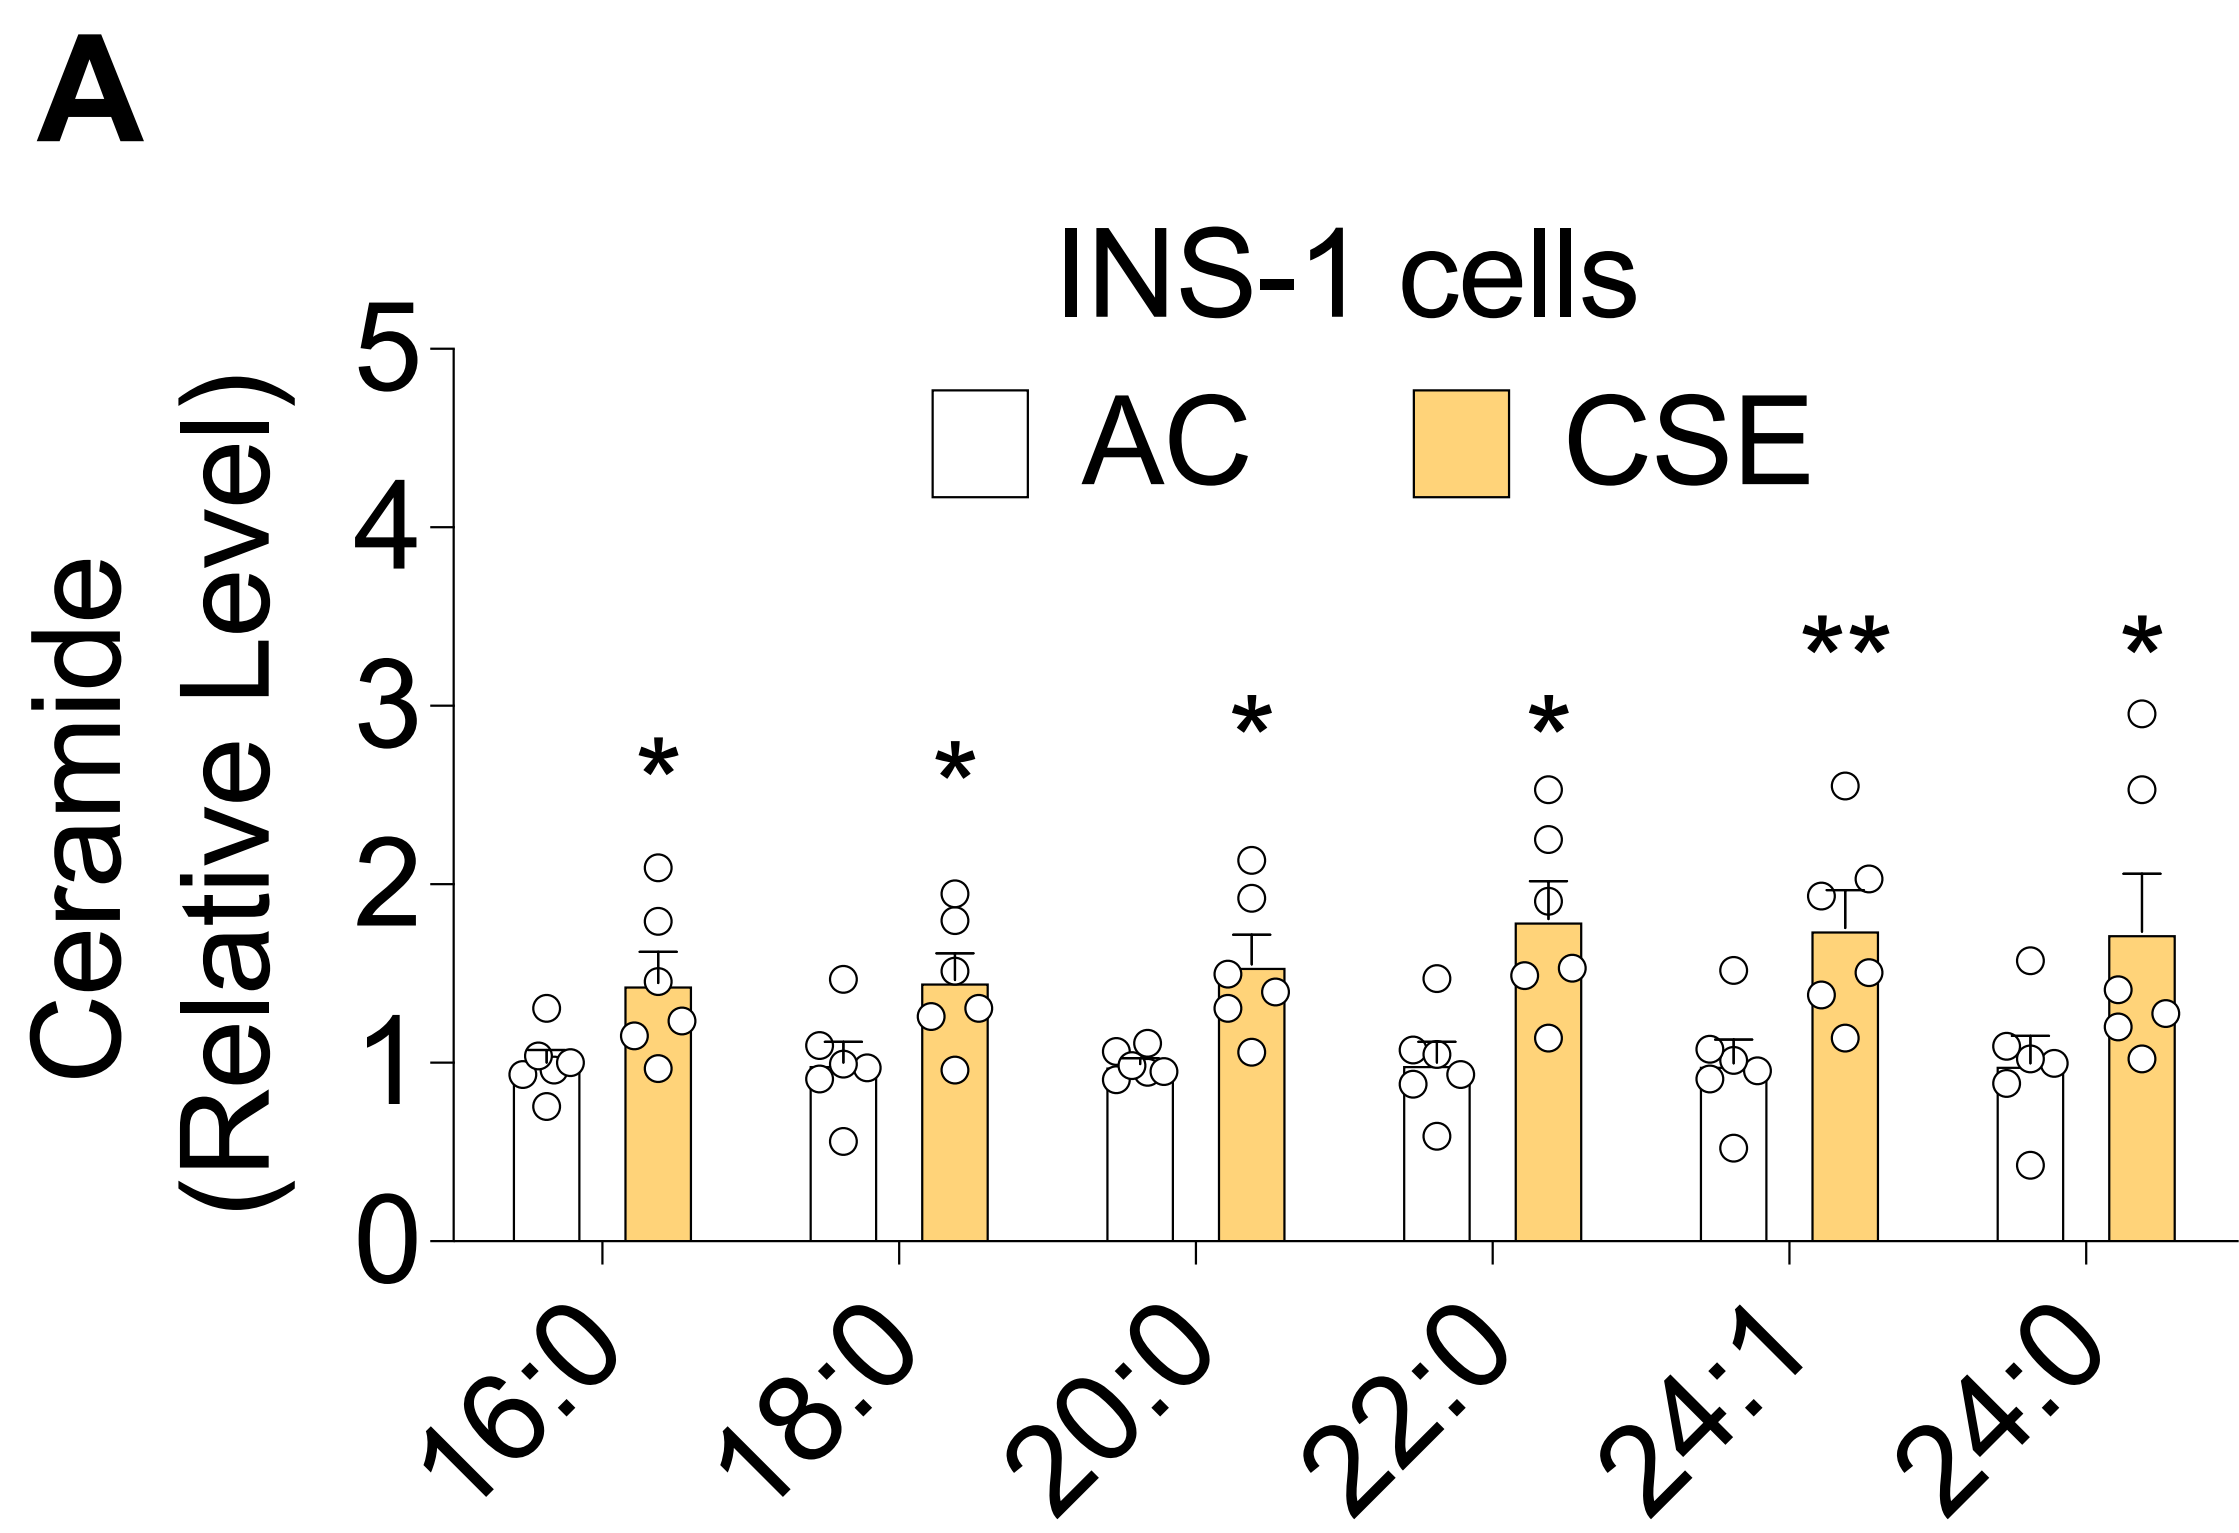 A
INS-1 cells
AC CSE
Ceramide
(Relative Level)
5
4
3
2
1
0
* * * * ** *
16:0 18:0 20:0 22:0 24:1 24:0